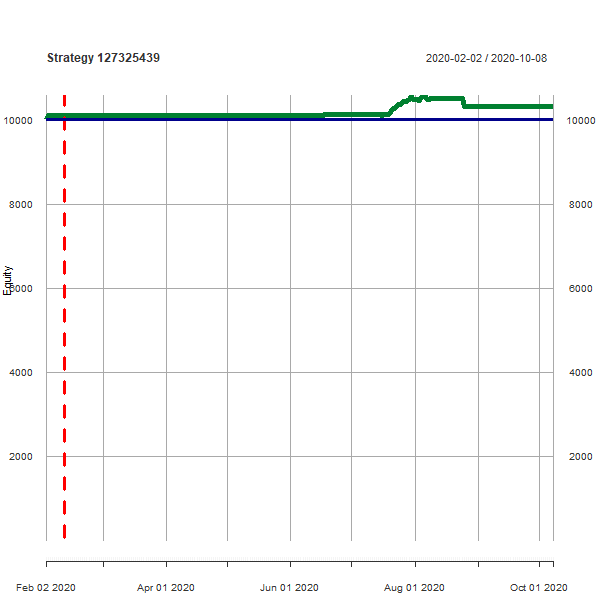 Strategy 127325439
2020-02-02 / 2020-10-08
10000
10000
8000
8000
Equity
6000
6000
4000
4000
2000
2000
Feb 02 2020
Apr 01 2020
Jun 01 2020
Aug 01 2020
Oct 01 2020